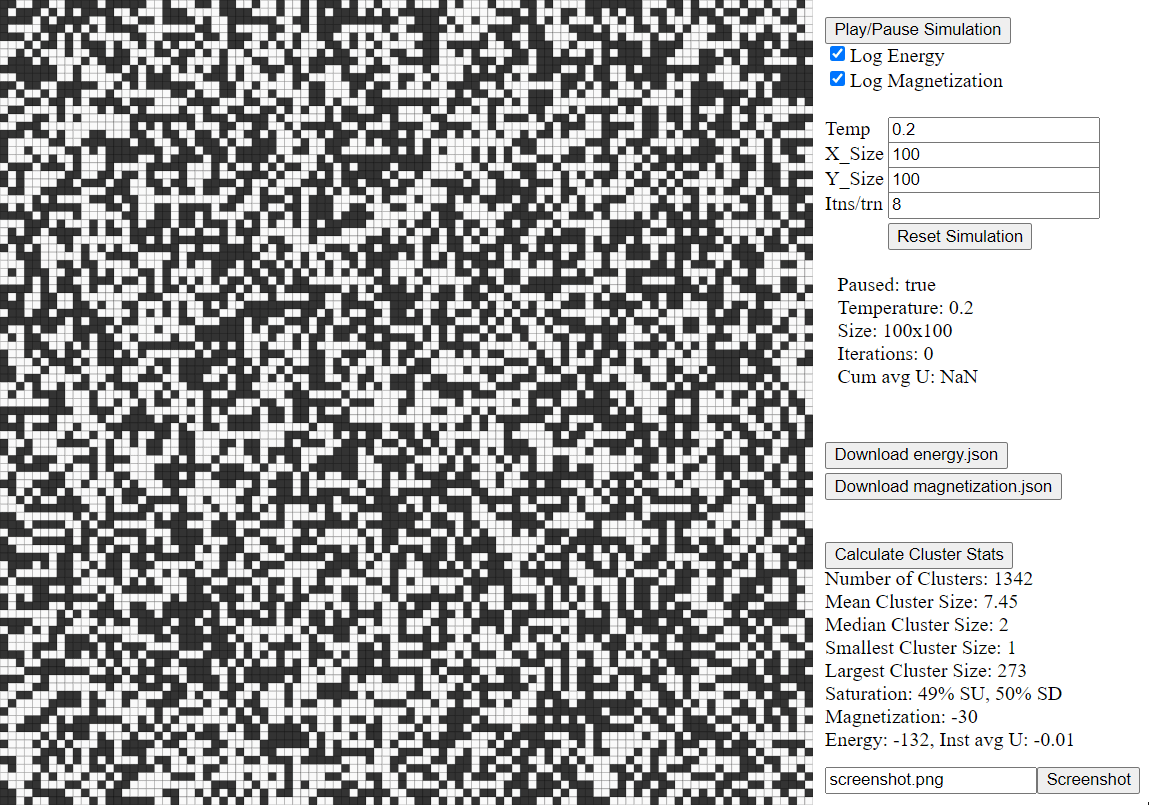 Play/Pause Simulation
Log Energy
Log Magnetization
Temp 0.2
X_Size 100
Y_Size 100
Itns/trn 8
Reset Simulation
Paused: true
Temperature: 0.2
Size: 100x100
Iterations: 0
Cum avg U: NaN
Download energy.json
Download magnetization.json
Calculate Cluster Stats
Number of Clusters: 1342
Mean Cluster Size: 7.45
Median Cluster Size: 2
Smallest Cluster Size: 1
Largest Cluster Size: 273
Saturation: 49% SU, 50% SD
Magnetization: -30
Energy: -132, Inst avg U: -0.01
screenshot.png Screenshot